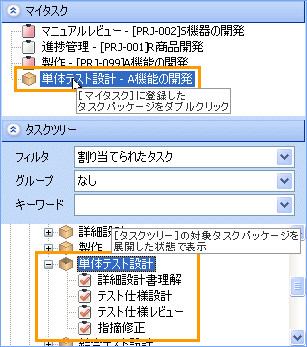 マイタスク
マニュアルレビュー - [PRJ-002]S機器の開発
進捗管理 - [PRJ-001]R商品開発
製作 - [PRJ-099]A機能の開発
単体テスト設計 - A機能の開発
[マイタスク]に登録した
タスクパッケージをダブルクリック
タスクツリー
フィルタ 割り当てられたタスク
グループ なし
キーワード
[タスクツリー]の対象タスクパッケージを
展開した状態で表示
詳細設計
製作
単体テスト設計
詳細設計書理解
テスト仕様設計
テスト仕様レビュー
指摘修正